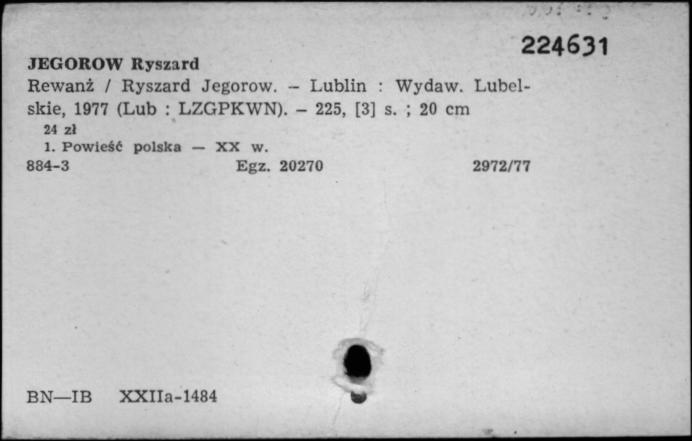 224631
JEGOROW Ryszard
Rewanż / Ryszard Jegorow. – Lublin : Wydaw. Lubel-
skie, 1977 (Lub : LZGPKWN). – 225, [3] s. ; 20 cm
24 zł
1. Powieść polska — XX w.
884-3 Egz. 20270 2972/77
BN—IB XXIIa-1484